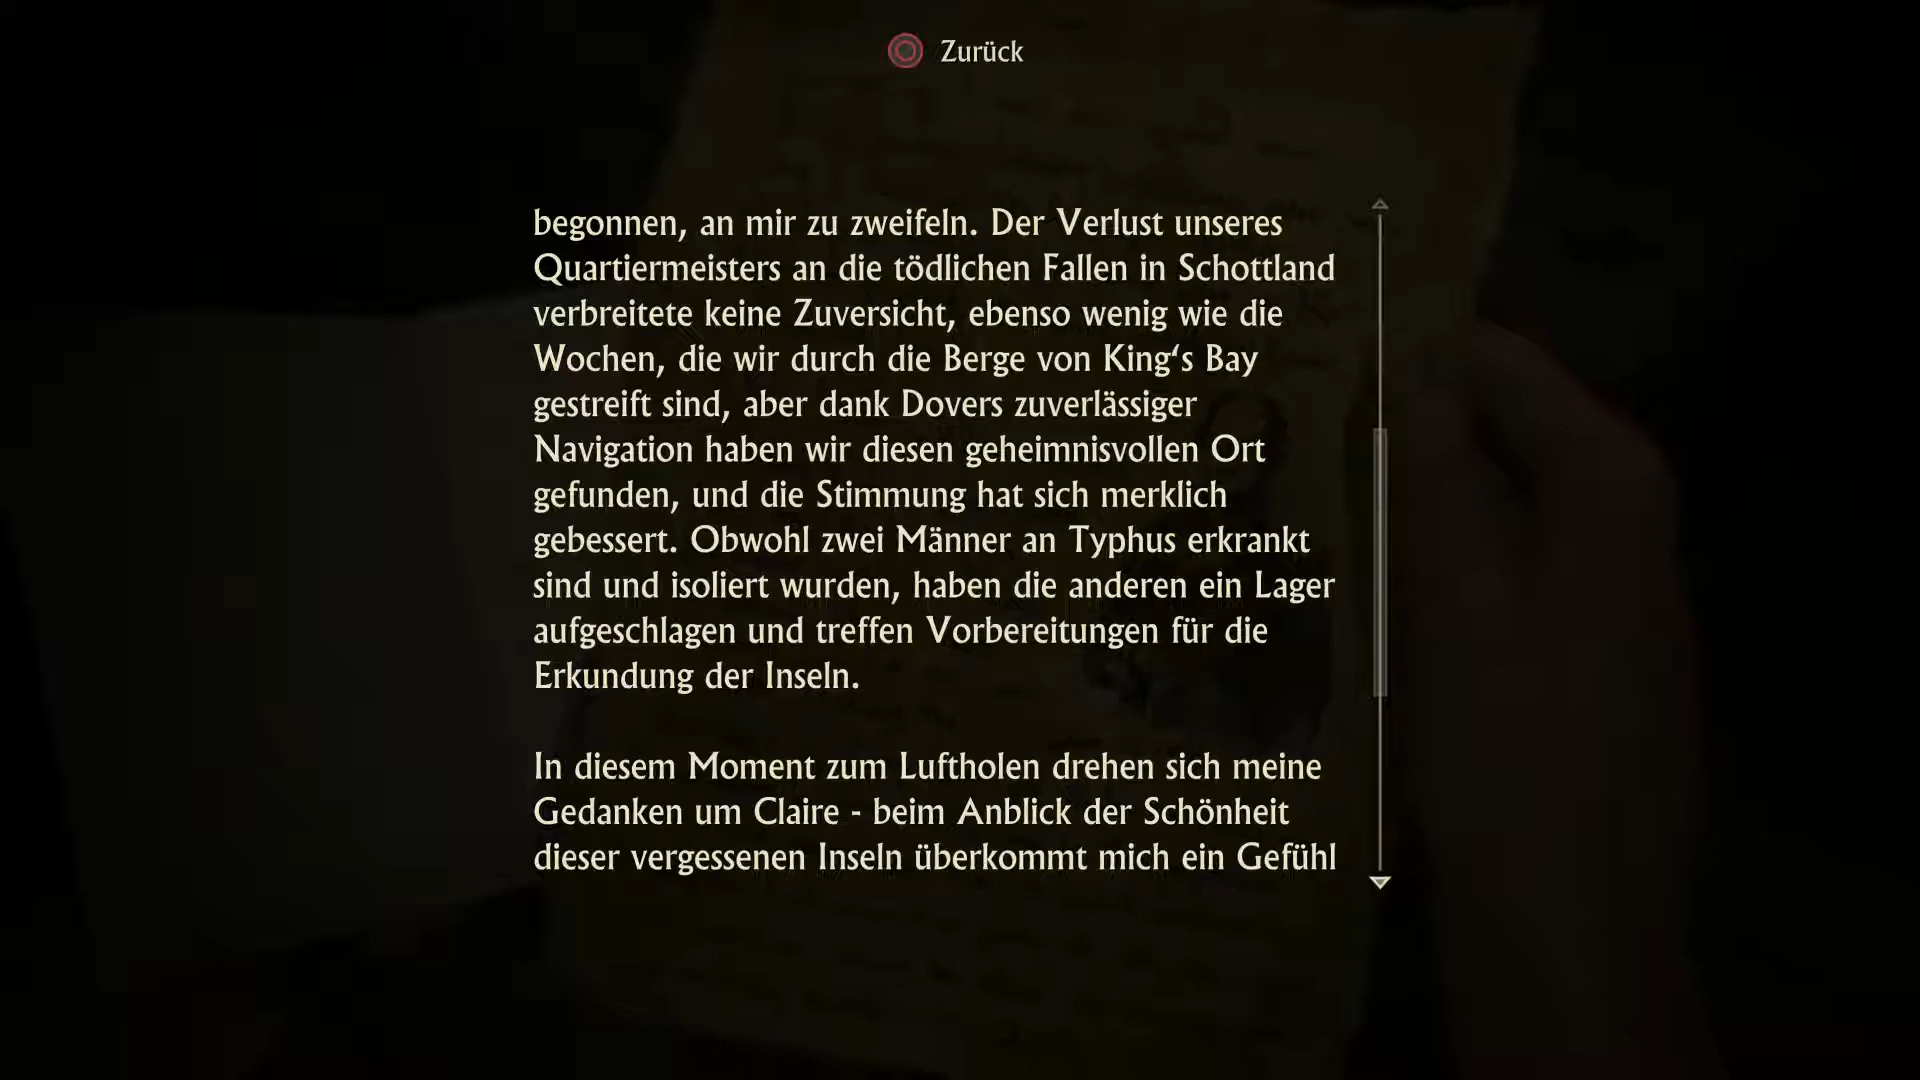 Zurück
begonnen, an mir zu zweifeln. Der Verlust unseres
Quartiermeisters an die tödlichen Fallen in Schottland
verbreitete keine Zuversicht, ebenso wenig wie die
Wochen, die wir durch die Berge von King‘s Bay
gestreift sind, aber dank Dovers zuverlässiger
Navigation haben wir diesen geheimnisvollen Ort
gefunden, und die Stimmung hat sich merklich
gebessert. Obwohl zwei Männer an Typhus erkrankt
sind und isoliert wurden, haben die anderen ein Lager
aufgeschlagen und treffen Vorbereitungen für die
Erkundung der Inseln.
In diesem Moment zum Luftholen drehen sich meine
Gedanken um Claire - beim Anblick der Schönheit
dieser vergessenen Inseln überkommt mich ein Gefühl